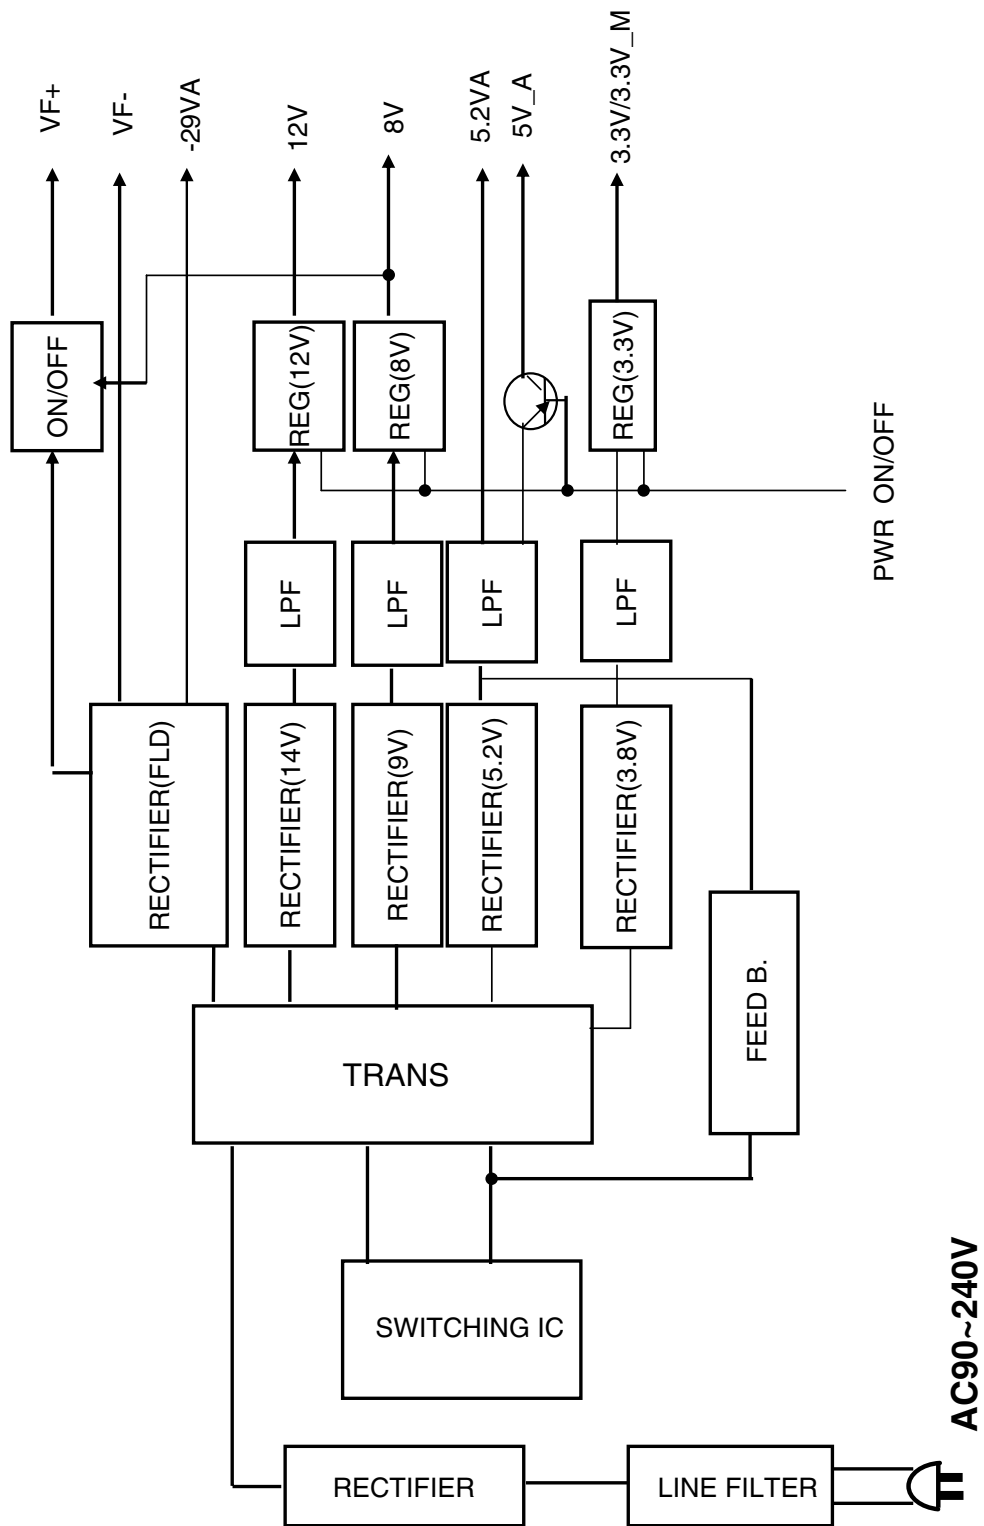 VF+
VF-
-29VA
12V
8V
5.2VA
5V_A
3.3V/3.3V_M
ON/OFF
REG(12V)
REG(8V)
REG(3.3V)
PWR ON/OFF
LPF
LPF
LPF
LPF
RECTIFIER(FLD)
RECTIFIER(14V)
RECTIFIER(9V)
RECTIFIER(5.2V)
RECTIFIER(3.8V)
TRANS
FEED B.
SWITCHING IC
RECTIFIER
LINE FILTER
AC90~240V